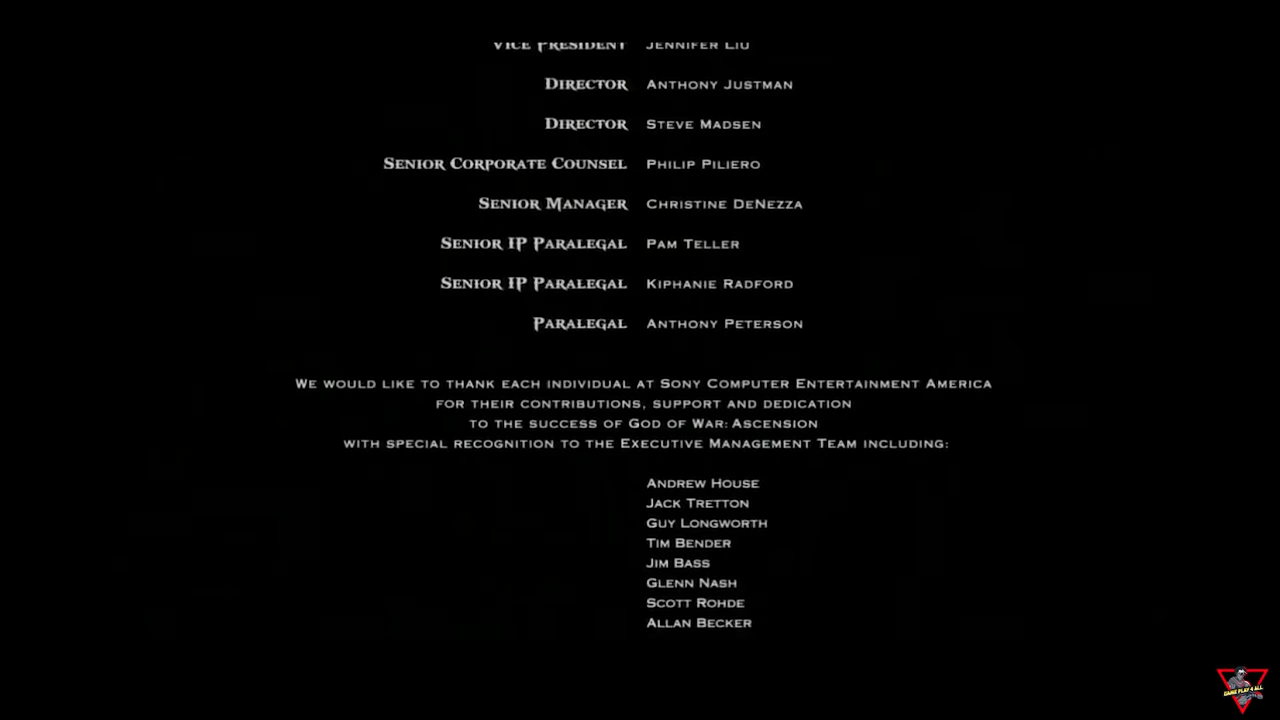 VICE PRESIDENT JENNIFER LIU
DIRECTOR ANTHONY JUSTMAN
DIRECTOR STEVE MADSEN
SENIOR CORPORATE COUNSEL PHILIP PILIERO
SENIOR MANAGER CHRISTINE DENEZZA
SENIOR IP PARALEGAL PAM TELLER
SENIOR IP PARALEGAL KIPHANIE RADFORD
PARALEGAL ANTHONY PETERSON
WE WOULD LIKE TO THANK EACH INDIVIDUAL AT SONY COMPUTER ENTERTAINMENT AMERICA
FOR THEIR CONTRIBUTIONS, SUPPORT AND DEDICATION
TO THE SUCCESS OF GOD OF WAR: ASCENSION
WITH SPECIAL RECOGNITION TO THE EXECUTIVE MANAGEMENT TEAM INCLUDING:
ANDREW HOUSE
JACK TRETTON
GUY LONGWORTH
TIM BENDER
JIM BASS
GLENN NASH
SCOTT ROHDE
ALLAN BECKER
GAME PLAY 4 ALL